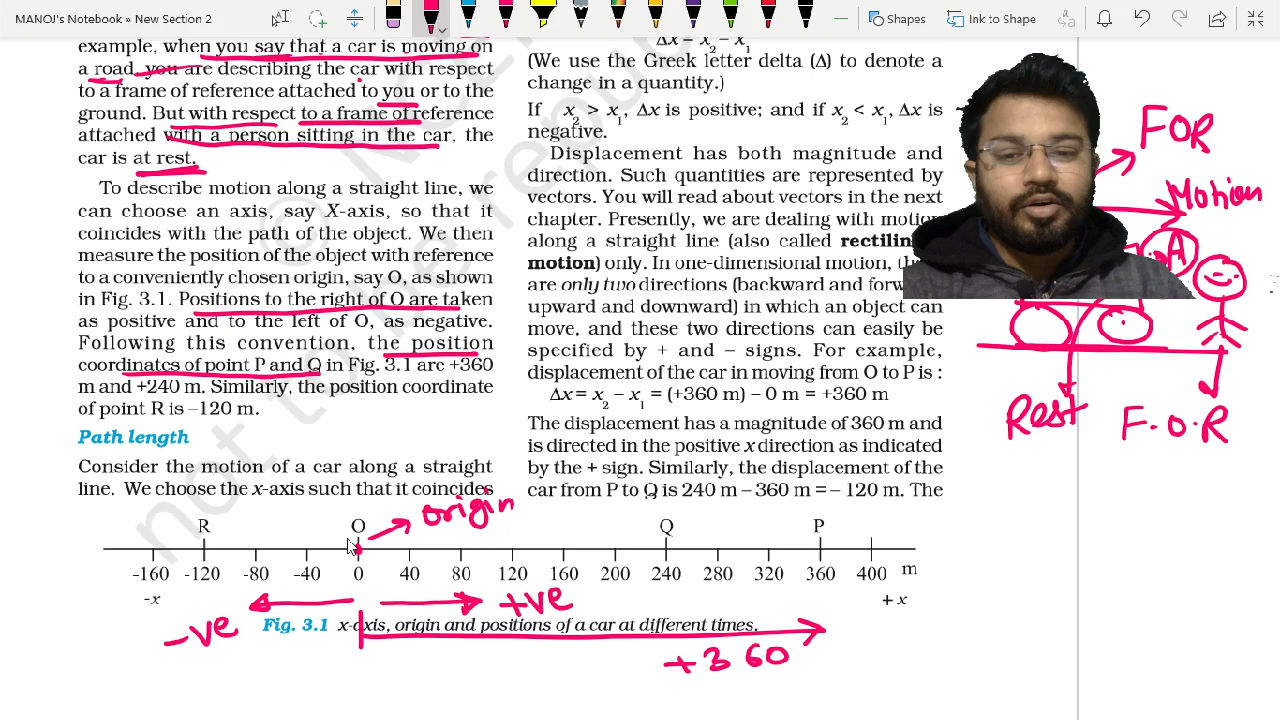 MANOJ's Notebook » New Section 2
Shapes
Ink to Shape
example, when you say that a car is moving on
a road, you are describing the car with respect
to a frame of reference attached to you or to the
ground. But with respect to a frame of reference
attached with a person sitting in the car, the
car is at rest.
To describe motion along a straight line, we
can choose an axis, say X-axis, so that it
coincides with the path of the object. We then
measure the position of the object with reference
to a conveniently chosen origin, say O, as shown
in Fig. 3.1. Positions to the right of O are taken
as positive and to the left of O, as negative.
Following this convention, the position
coordinates of point P and Q in Fig. 3.1 are +360
m and +240 m. Similarly, the position coordinate
of point R is –120 m.
Path length
Consider the motion of a car along a straight
line. We choose the x-axis such that it coincides
Δx = x2 – x1
(We use the Greek letter delta (Δ) to denote a
change in a quantity.)
If x2 > x1, Δx is positive; and if x2 < x1, Δx is
negative.
Displacement has both magnitude and
direction. Such quantities are represented by
vectors. You will read about vectors in the next
chapter. Presently, we are dealing with motion
along a straight line (also called rectilin
motion) only. In one-dimensional motion, 
are only two directions (backward and forw
upward and downward) in which an object can
move, and these two directions can easily be
specified by + and – signs. For example,
displacement of the car in moving from O to P is :
Δx = x2 – x1 = (+360 m) – 0 m = +360 m
The displacement has a magnitude of 360 m and
is directed in the positive x direction as indicated
by the + sign. Similarly, the displacement of the
car from P to Q is 240 m – 360 m = – 120 m. The
FOR
Motion
A
Rest
F.O.R
origin
R O Q P
-160 -120 -80 -40 0 40 80 120 160 200 240 280 320 360 400 m
-x + x
-ve +ve
Fig. 3.1 x-axis, origin and positions of a car at different times.
+360
not to be republ